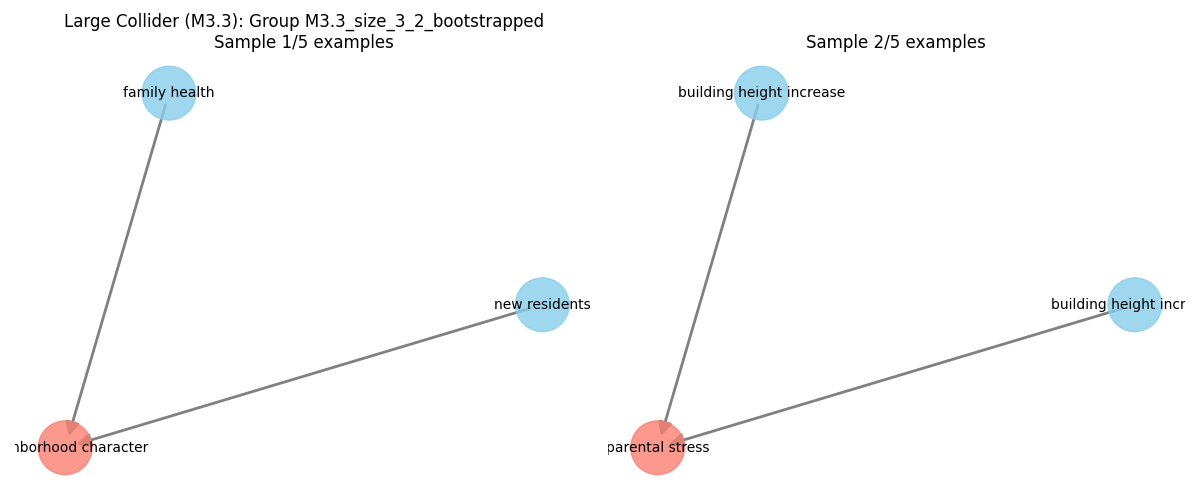 Large Collider (M3.3): Group M3.3_size_3_2_bootstrapped
Sample 1/5 examples
Sample 2/5 examples
family health
building height increase
new residents
building height incr
nborhood character
parental stress